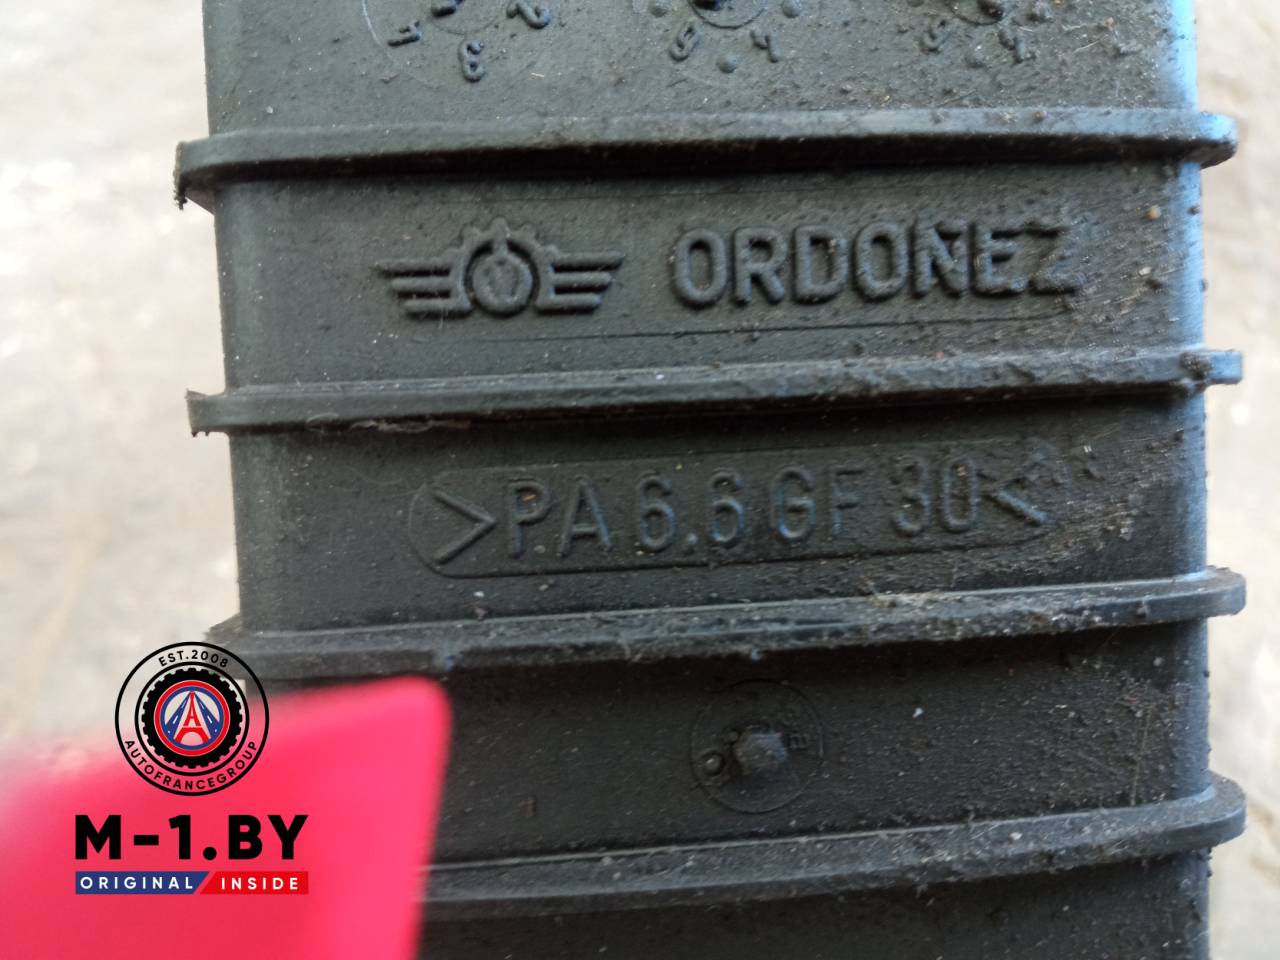 ORDONEZ
>PA 6.6 GF 30<
EST.2008
AUTOFRANCEGROUP
M-1.BY
ORIGINAL / INSIDE